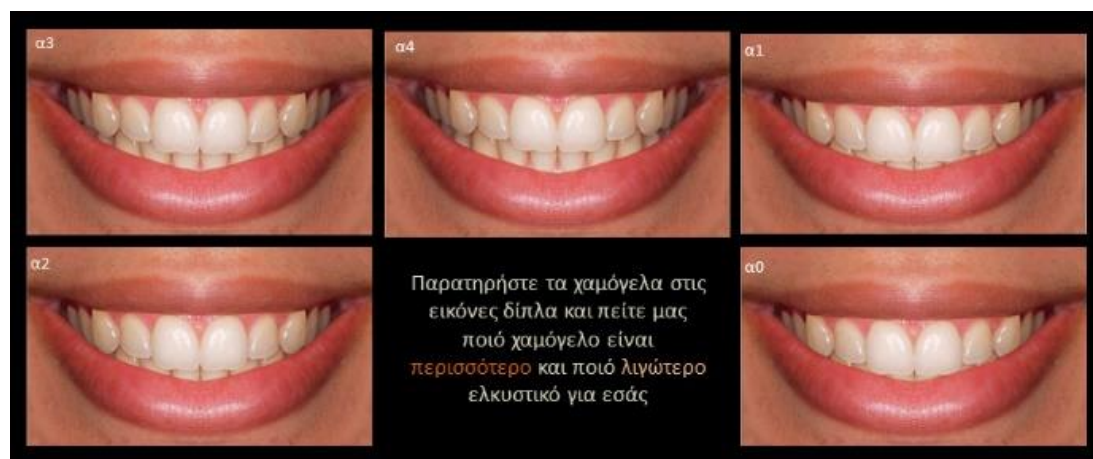 α3
α4
α1
α2
α0
Παρατηρήστε τα χαμόγελα στις
εικόνες δίπλα και πείτε μας
ποιό χαμόγελο είναι
περισσότερο και ποιό λιγώτερο
ελκυστικό για εσάς